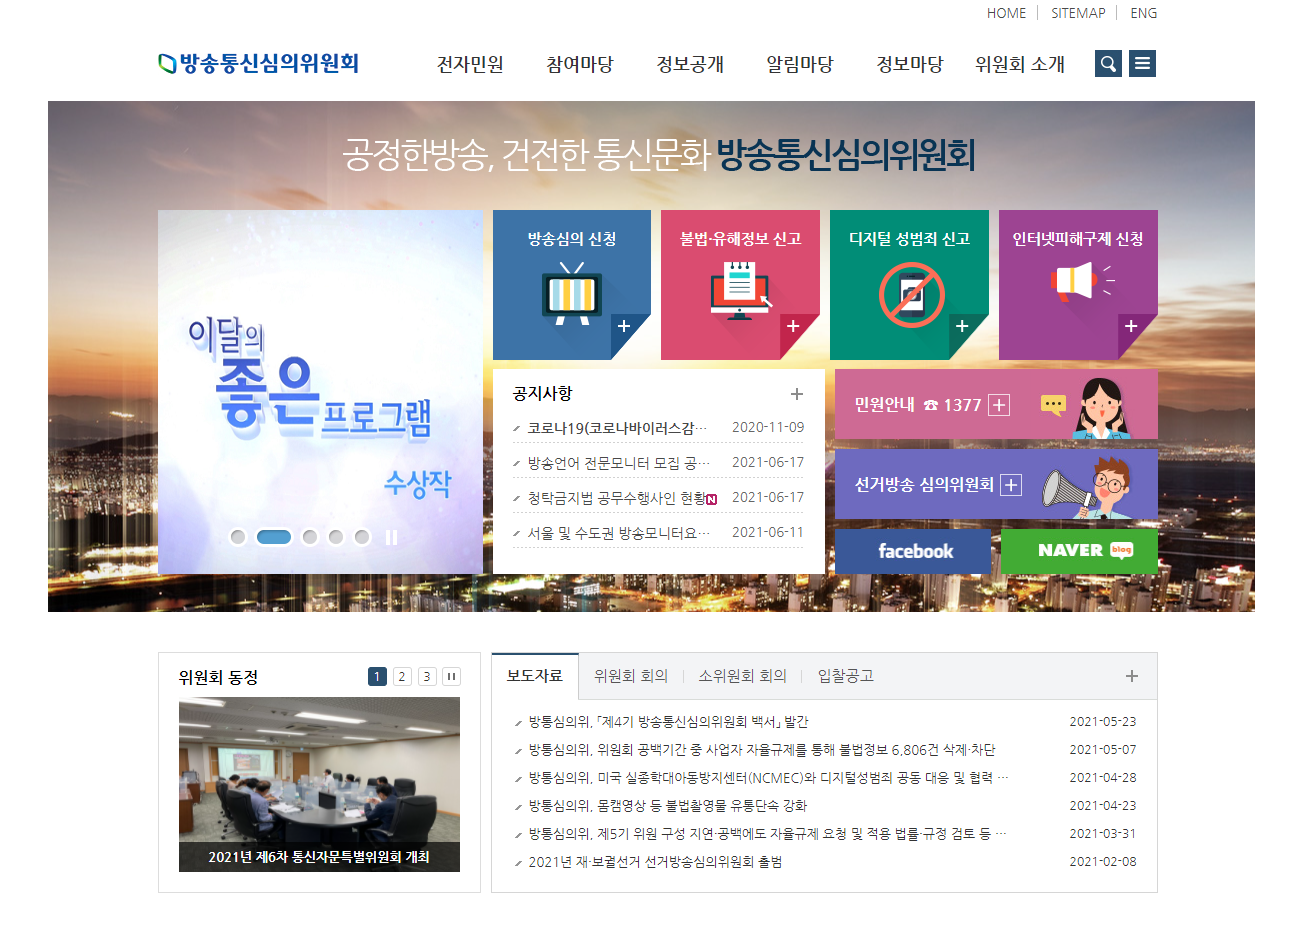 HOME
SITEMAP
ENG
방송통신심의위원회
전자민원
참여마당
정보공개
알림마당
정보마당
위원회 소개
공정한방송, 건전한 통신문화 방송통신심의위원회
이달의
좋은프로그램
수상작
방송심의 신청
불법·유해정보 신고
디지털 성범죄 신고
인터넷피해구제 신청
공지사항
코로나19(코로나바이러스감… 2020-11-09
방송언어 전문모니터 모집 공… 2021-06-17
청탁금지법 공무수행사인 현황 N 2021-06-17
서울 및 수도권 방송모니터요… 2021-06-11
민원안내 ☎ 1377
선거방송 심의위원회
facebook
NAVER blog
위원회 동정
1 2 3
2021년 제6차 통신자문특별위원회 개최
보도자료
위원회 회의
소위원회 회의
입찰공고
방통심의위, 「제4기 방송통신심의위원회 백서」 발간 2021-05-23
방통심의위, 위원회 공백기간 중 사업자 자율규제를 통해 불법정보 6,806건 삭제·차단 2021-05-07
방통심의위, 미국 실종학대아동방지센터(NCMEC)와 디지털성범죄 공동 대응 및 협력 … 2021-04-28
방통심의위, 몸캠영상 등 불법촬영물 유통단속 강화 2021-04-23
방통심의위, 제5기 위원 구성 지연·공백에도 자율규제 요청 및 적용 법률·규정 검토 등 … 2021-03-31
2021년 재·보궐선거 선거방송심의위원회 출범 2021-02-08